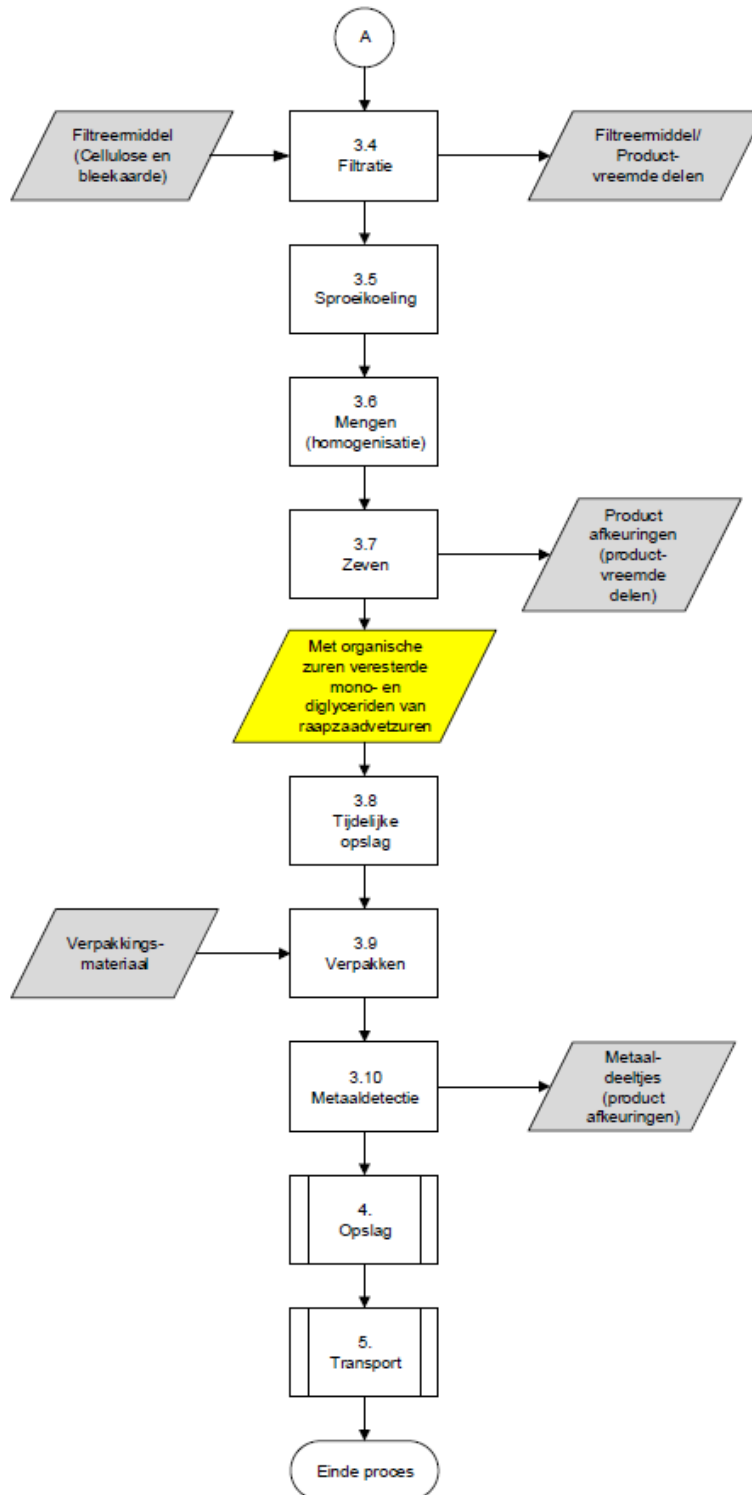 A
Filtreermiddel
(Cellulose en
bleekaarde)
3.4
Filtratie
Filtreermiddel/
Product-
vreemde delen
3.5
Sproeikoeling
3.6
Mengen
(homogenisatie)
3.7
Zeven
Product
afkeuringen
(product-
vreemde
delen)
Met organische
zuren veresterde
mono- en
diglyceriden van
raapzaadvetzuren
3.8
Tijdelijke
opslag
Verpakkings-
materiaal
3.9
Verpakken
3.10
Metaaldetectie
Metaal-
deeltjes
(product
afkeuringen)
4.
Opslag
5.
Transport
Einde proces